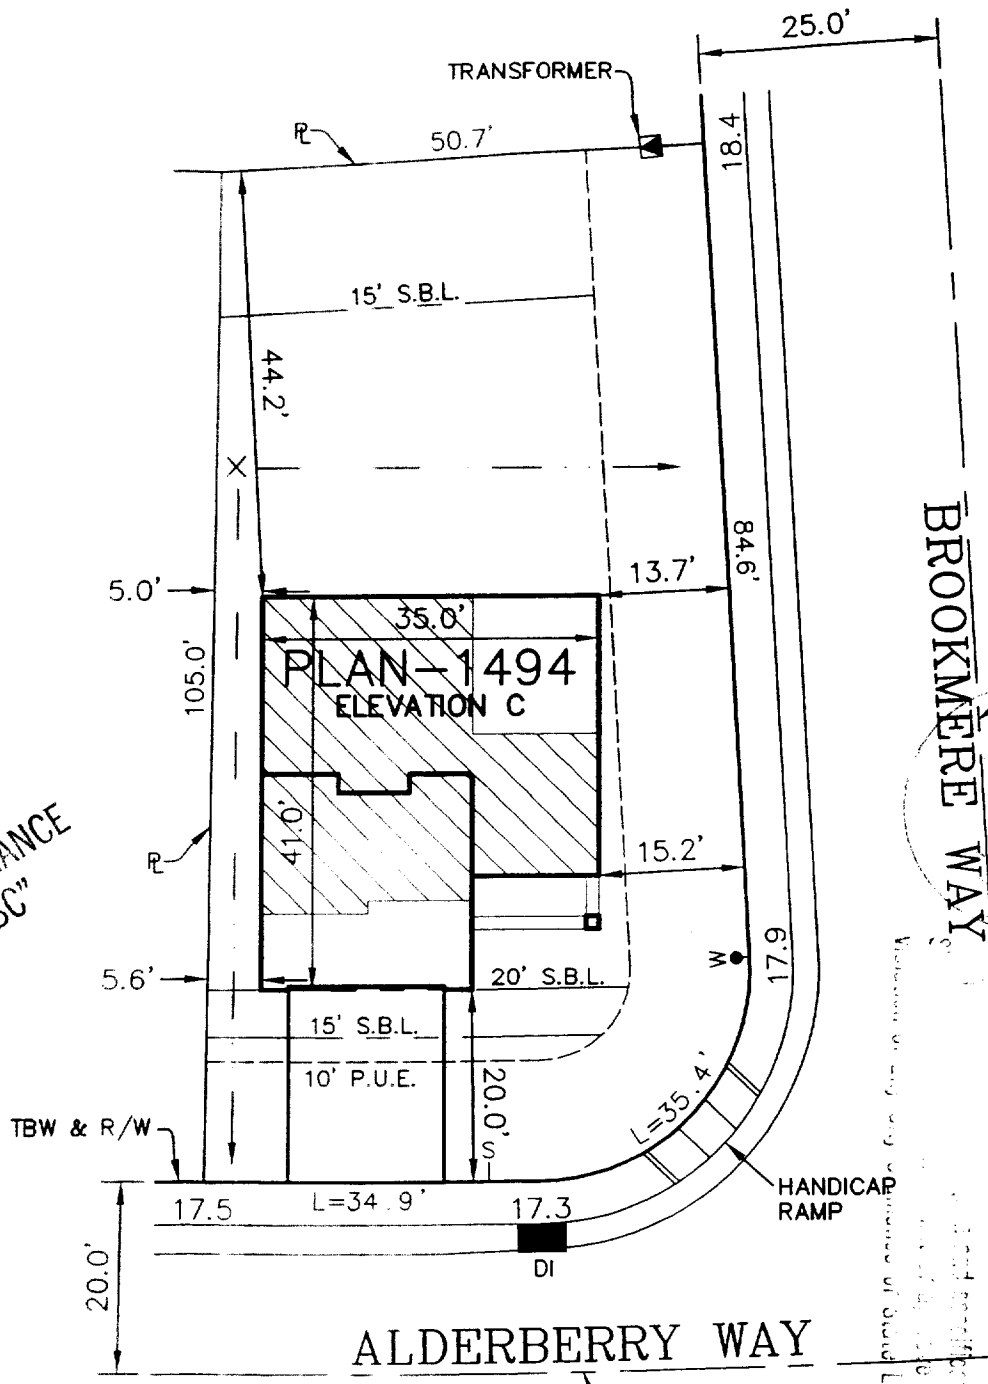 25.0'
TRANSFORMER
PL
50.7'
18.4
15' S.B.L.
44.2'
X
84.6'
BROOKMERE WAY
5.0'
13.7'
35.0'
PLAN-1494
ELEVATION C
105.0'
41.0'
15.2'
PL
W
17.9
5.6'
20' S.B.L.
15' S.B.L.
10' P.U.E.
20.0'
S
L=35.4'
TBW & R/W
17.5
L=34.9'
17.3
HANDICAP
RAMP
DI
20.0'
ALDERBERRY WAY